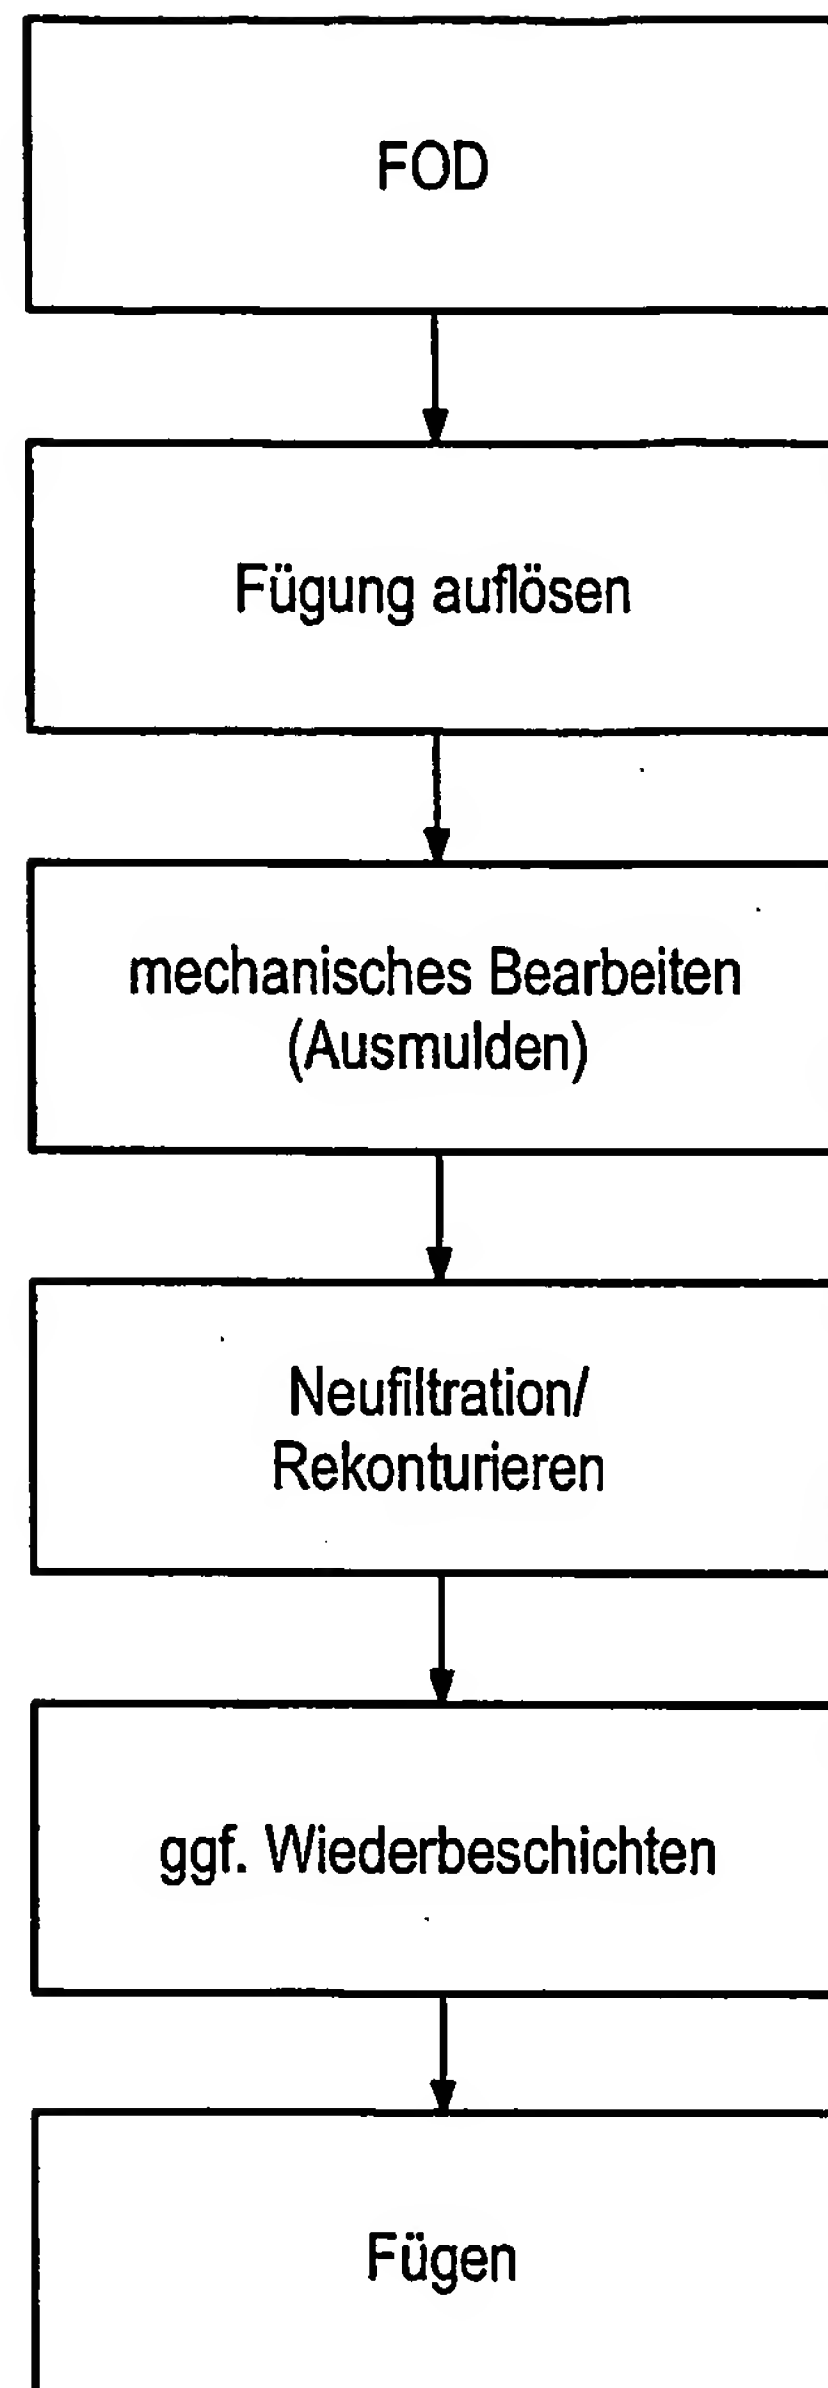 FOD
Fügung auflösen
mechanisches Bearbeiten
(Ausmulden)
Neufiltration/
Rekonturieren
ggf. Wiederbeschichten
Fügen